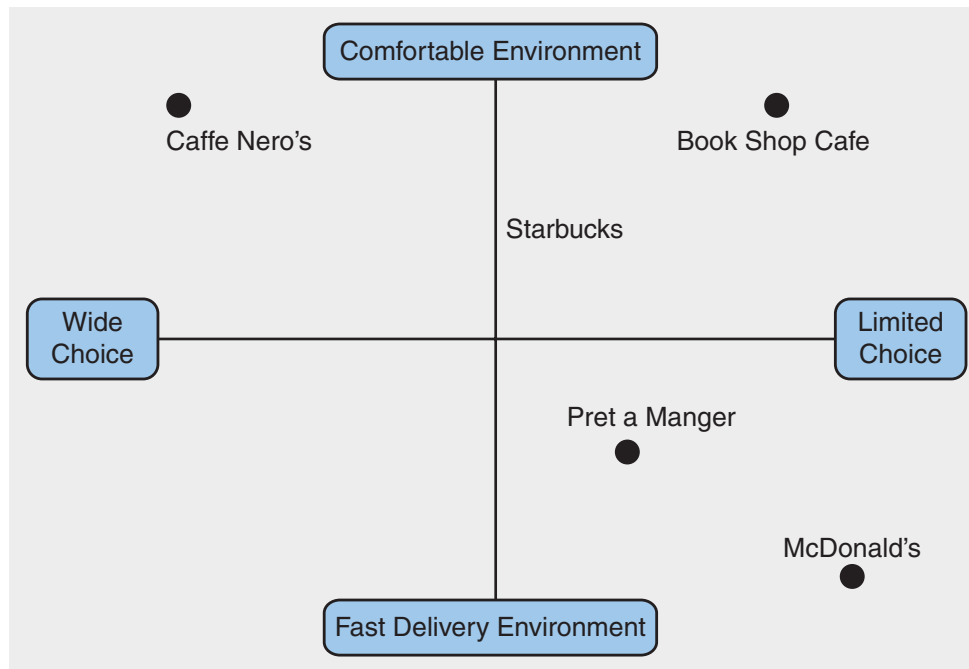 Comfortable Environment
Caffe Nero’s
Book Shop Cafe
Starbucks
Wide
Choice
Limited
Choice
Pret a Manger
McDonald’s
Fast Delivery Environment